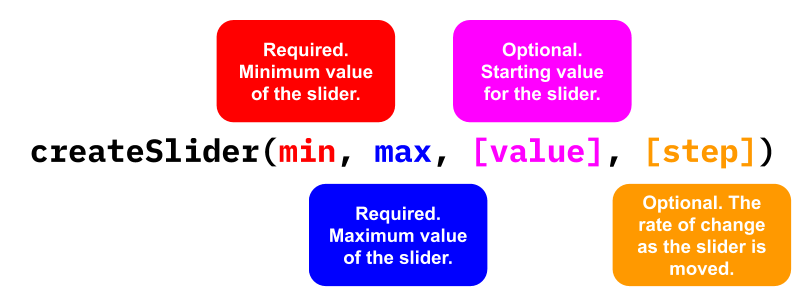 Required.
Minimum value
of the slider.
Optional.
Starting value
for the slider.
createSlider(min, max, [value], [step])
Required.
Maximum value
of the slider.
Optional. The
rate of change
as the slider is
moved.